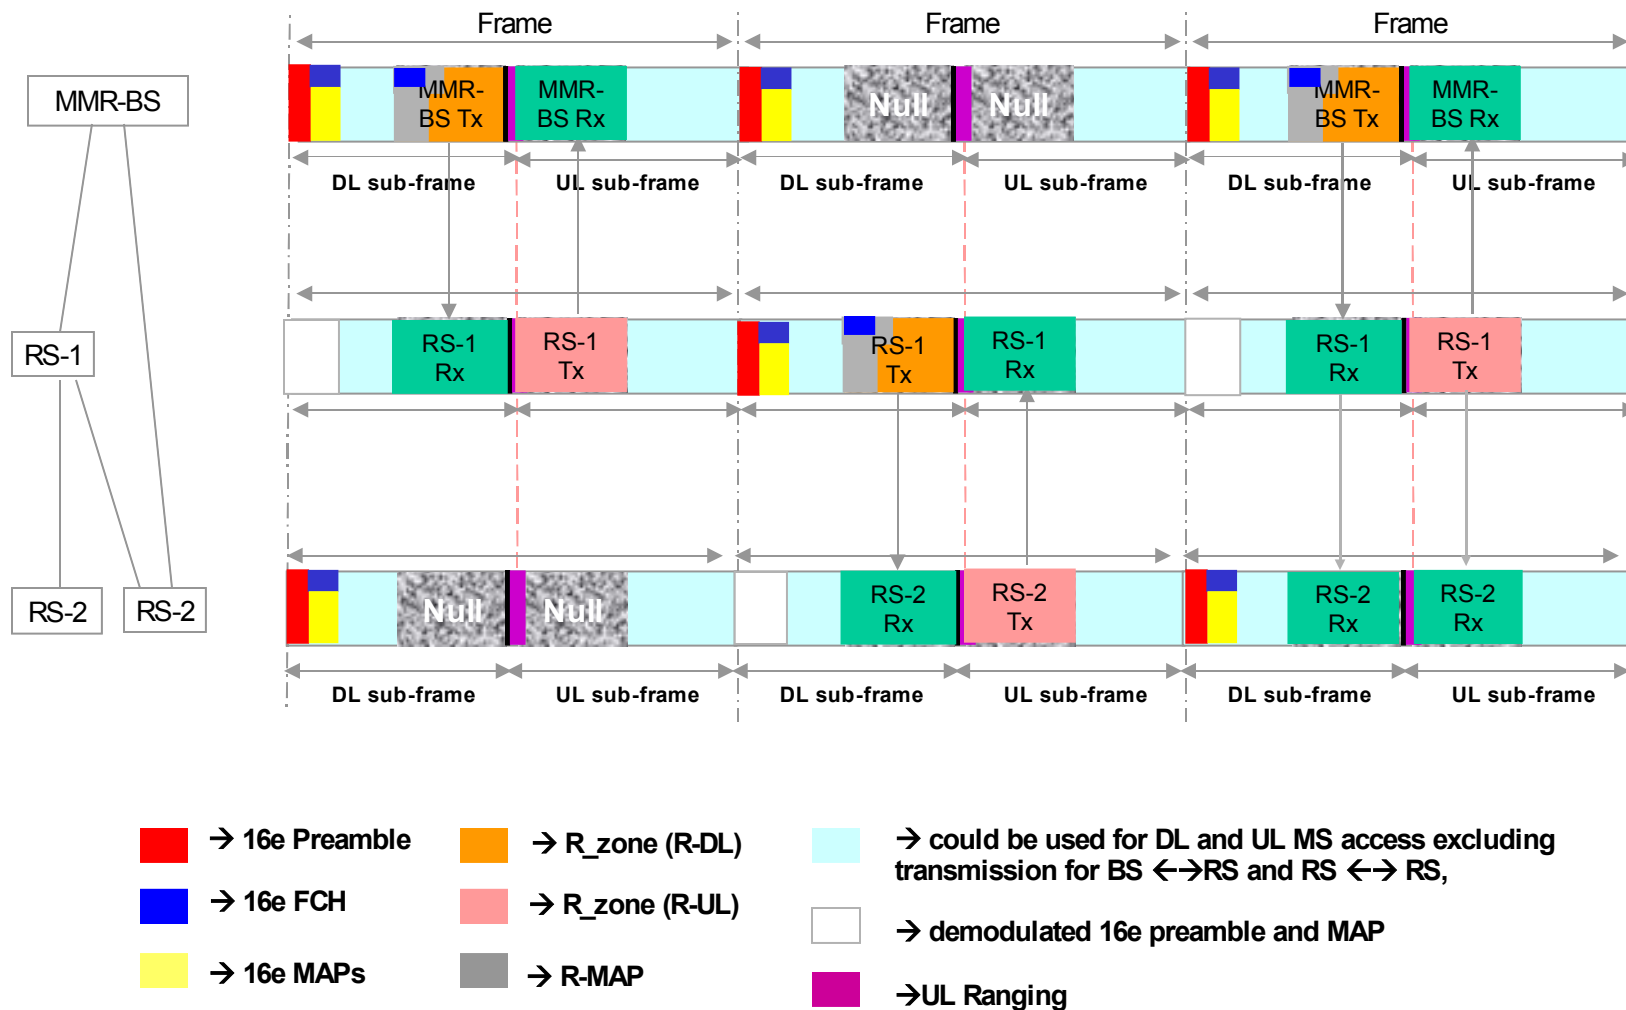 Frame Frame Frame
MMR-BS
MMR-
BS Tx
MMR-
BS Rx
Null
Null
MMR-
BS Tx
MMR-
BS Rx
DL sub-frame UL sub-frame DL sub-frame UL sub-frame DL sub-frame UL sub-frame
RS-1
RS-1
Rx
RS-1
Tx
RS-1
Tx
RS-1
Rx
RS-1
Rx
RS-1
Tx
RS-2
RS-2
Null
Null
RS-2
Rx
RS-2
Tx
RS-2
Rx
RS-2
Rx
DL sub-frame UL sub-frame DL sub-frame UL sub-frame DL sub-frame UL sub-frame
→ 16e Preamble
→ 16e FCH
→ 16e MAPs
→ R_zone (R-DL)
→ R_zone (R-UL)
→ R-MAP
→ could be used for DL and UL MS access excluding
transmission for BS ←→RS and RS ←→ RS,
→ demodulated 16e preamble and MAP
→UL Ranging